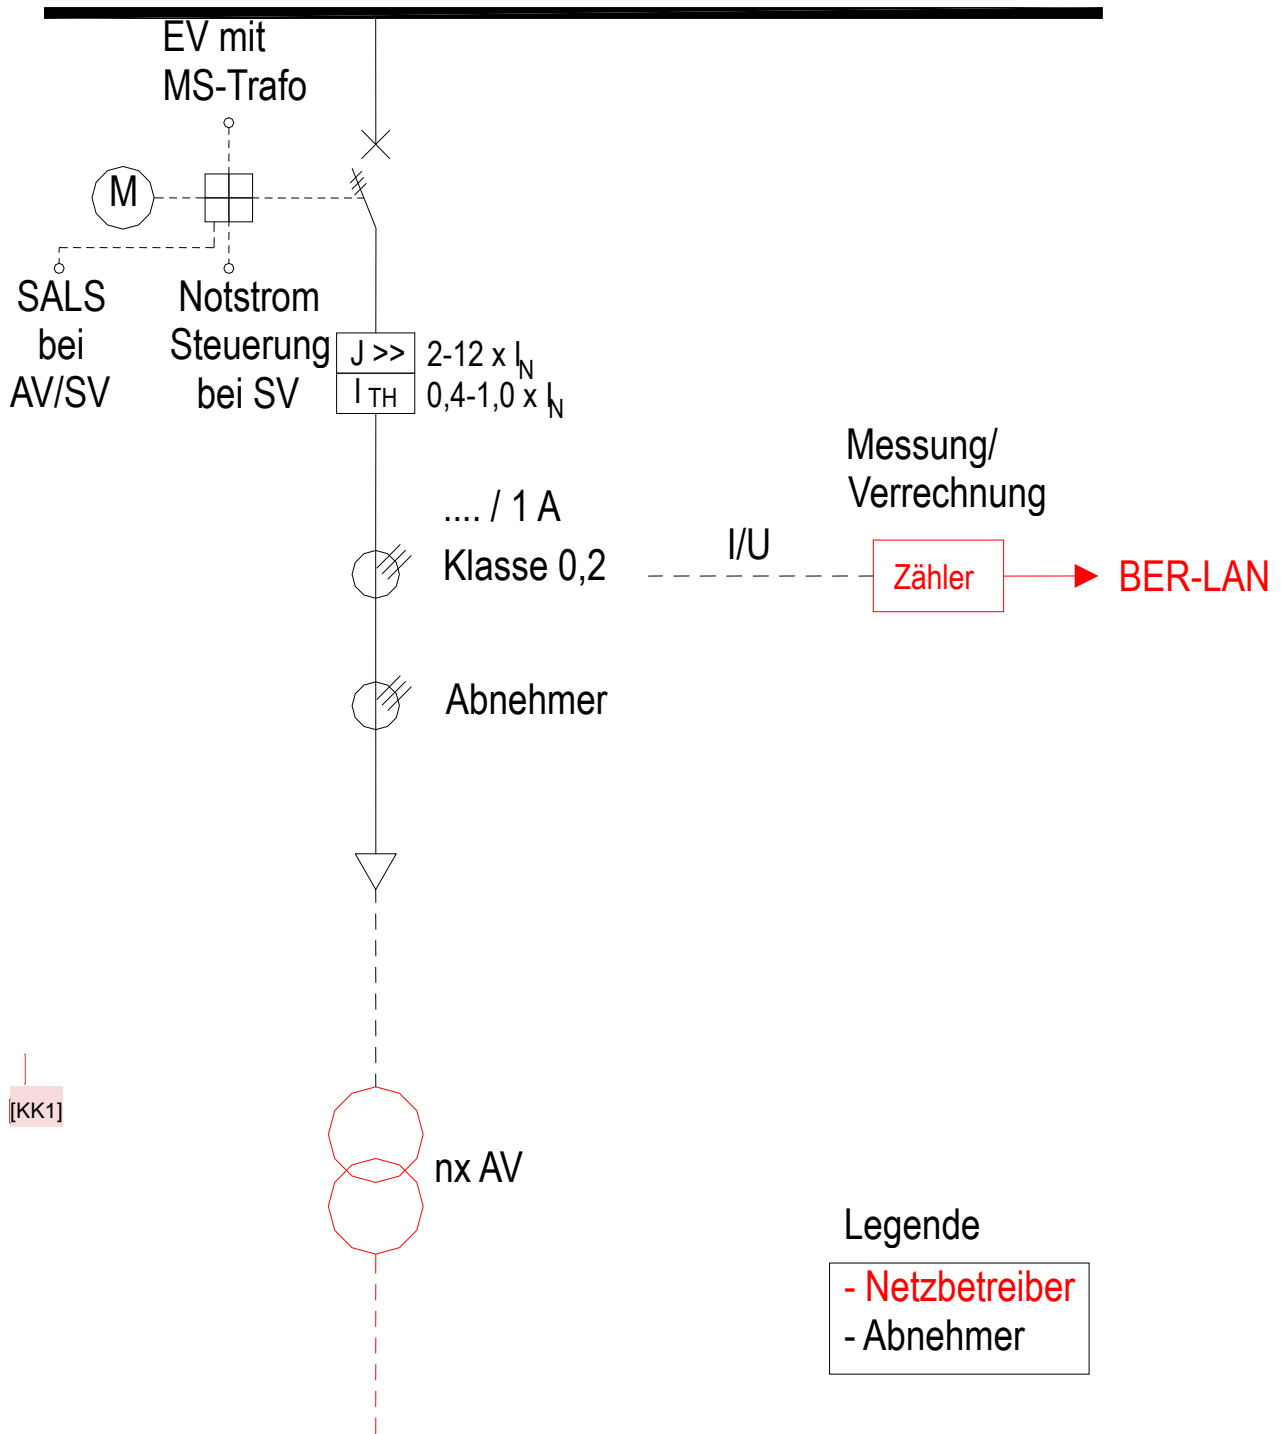 EV mit
MS-Trafo
M
SALS
bei
AV/SV
Notstrom
Steuerung
bei SV
J >> 2-12 x IN
I TH 0,4-1,0 x IN
.... / 1 A
Klasse 0,2
I/U
Messung/
Verrechnung
Zähler
BER-LAN
Abnehmer
[KK1]
nx AV
Legende
- Netzbetreiber
- Abnehmer